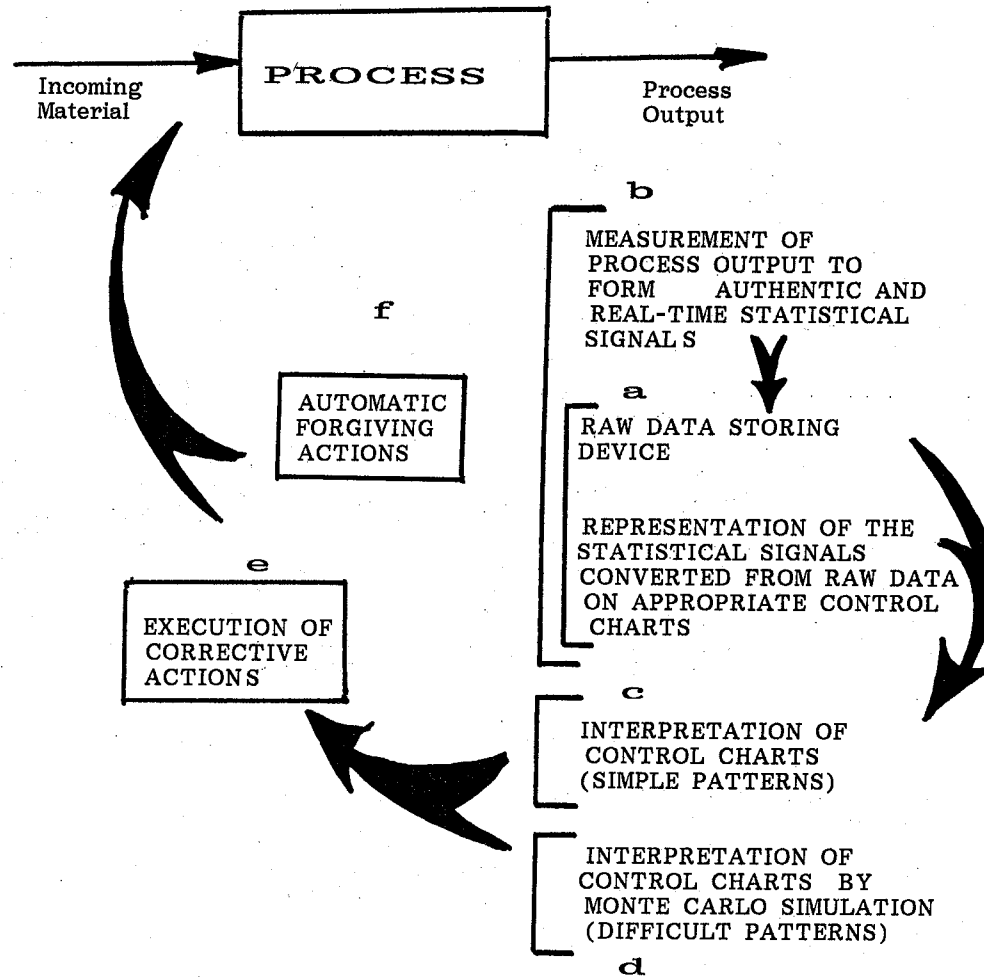 PROCESS
Incoming
Material
Process
Output
b
MEASUREMENT OF
PROCESS OUTPUT TO
FORM AUTHENTIC AND
REAL-TIME STATISTICAL
SIGNALS
f
a
AUTOMATIC
FORGIVING
ACTIONS
RAW DATA STORING
DEVICE
REPRESENTATION OF THE
STATISTICAL SIGNALS
CONVERTED FROM RAW DATA
ON APPROPRIATE CONTROL
CHARTS
e
EXECUTION OF
CORRECTIVE
ACTIONS
c
INTERPRETATION OF
CONTROL CHARTS
(SIMPLE PATTERNS)
INTERPRETATION OF
CONTROL CHARTS BY
MONTE CARLO SIMULATION
(DIFFICULT PATTERNS)
d